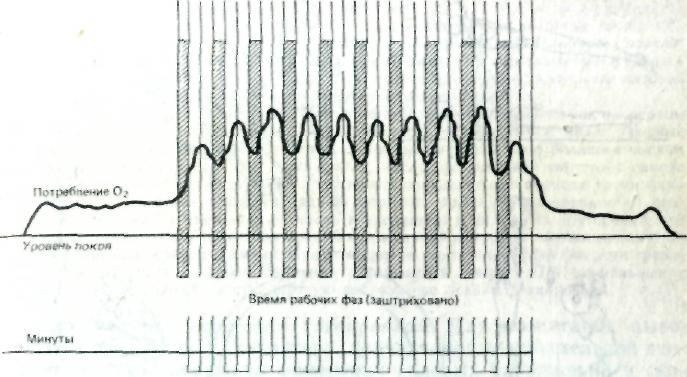 Потребление O₂
Уровень покоя
Время рабочих фаз (заштриховано)
Минуты